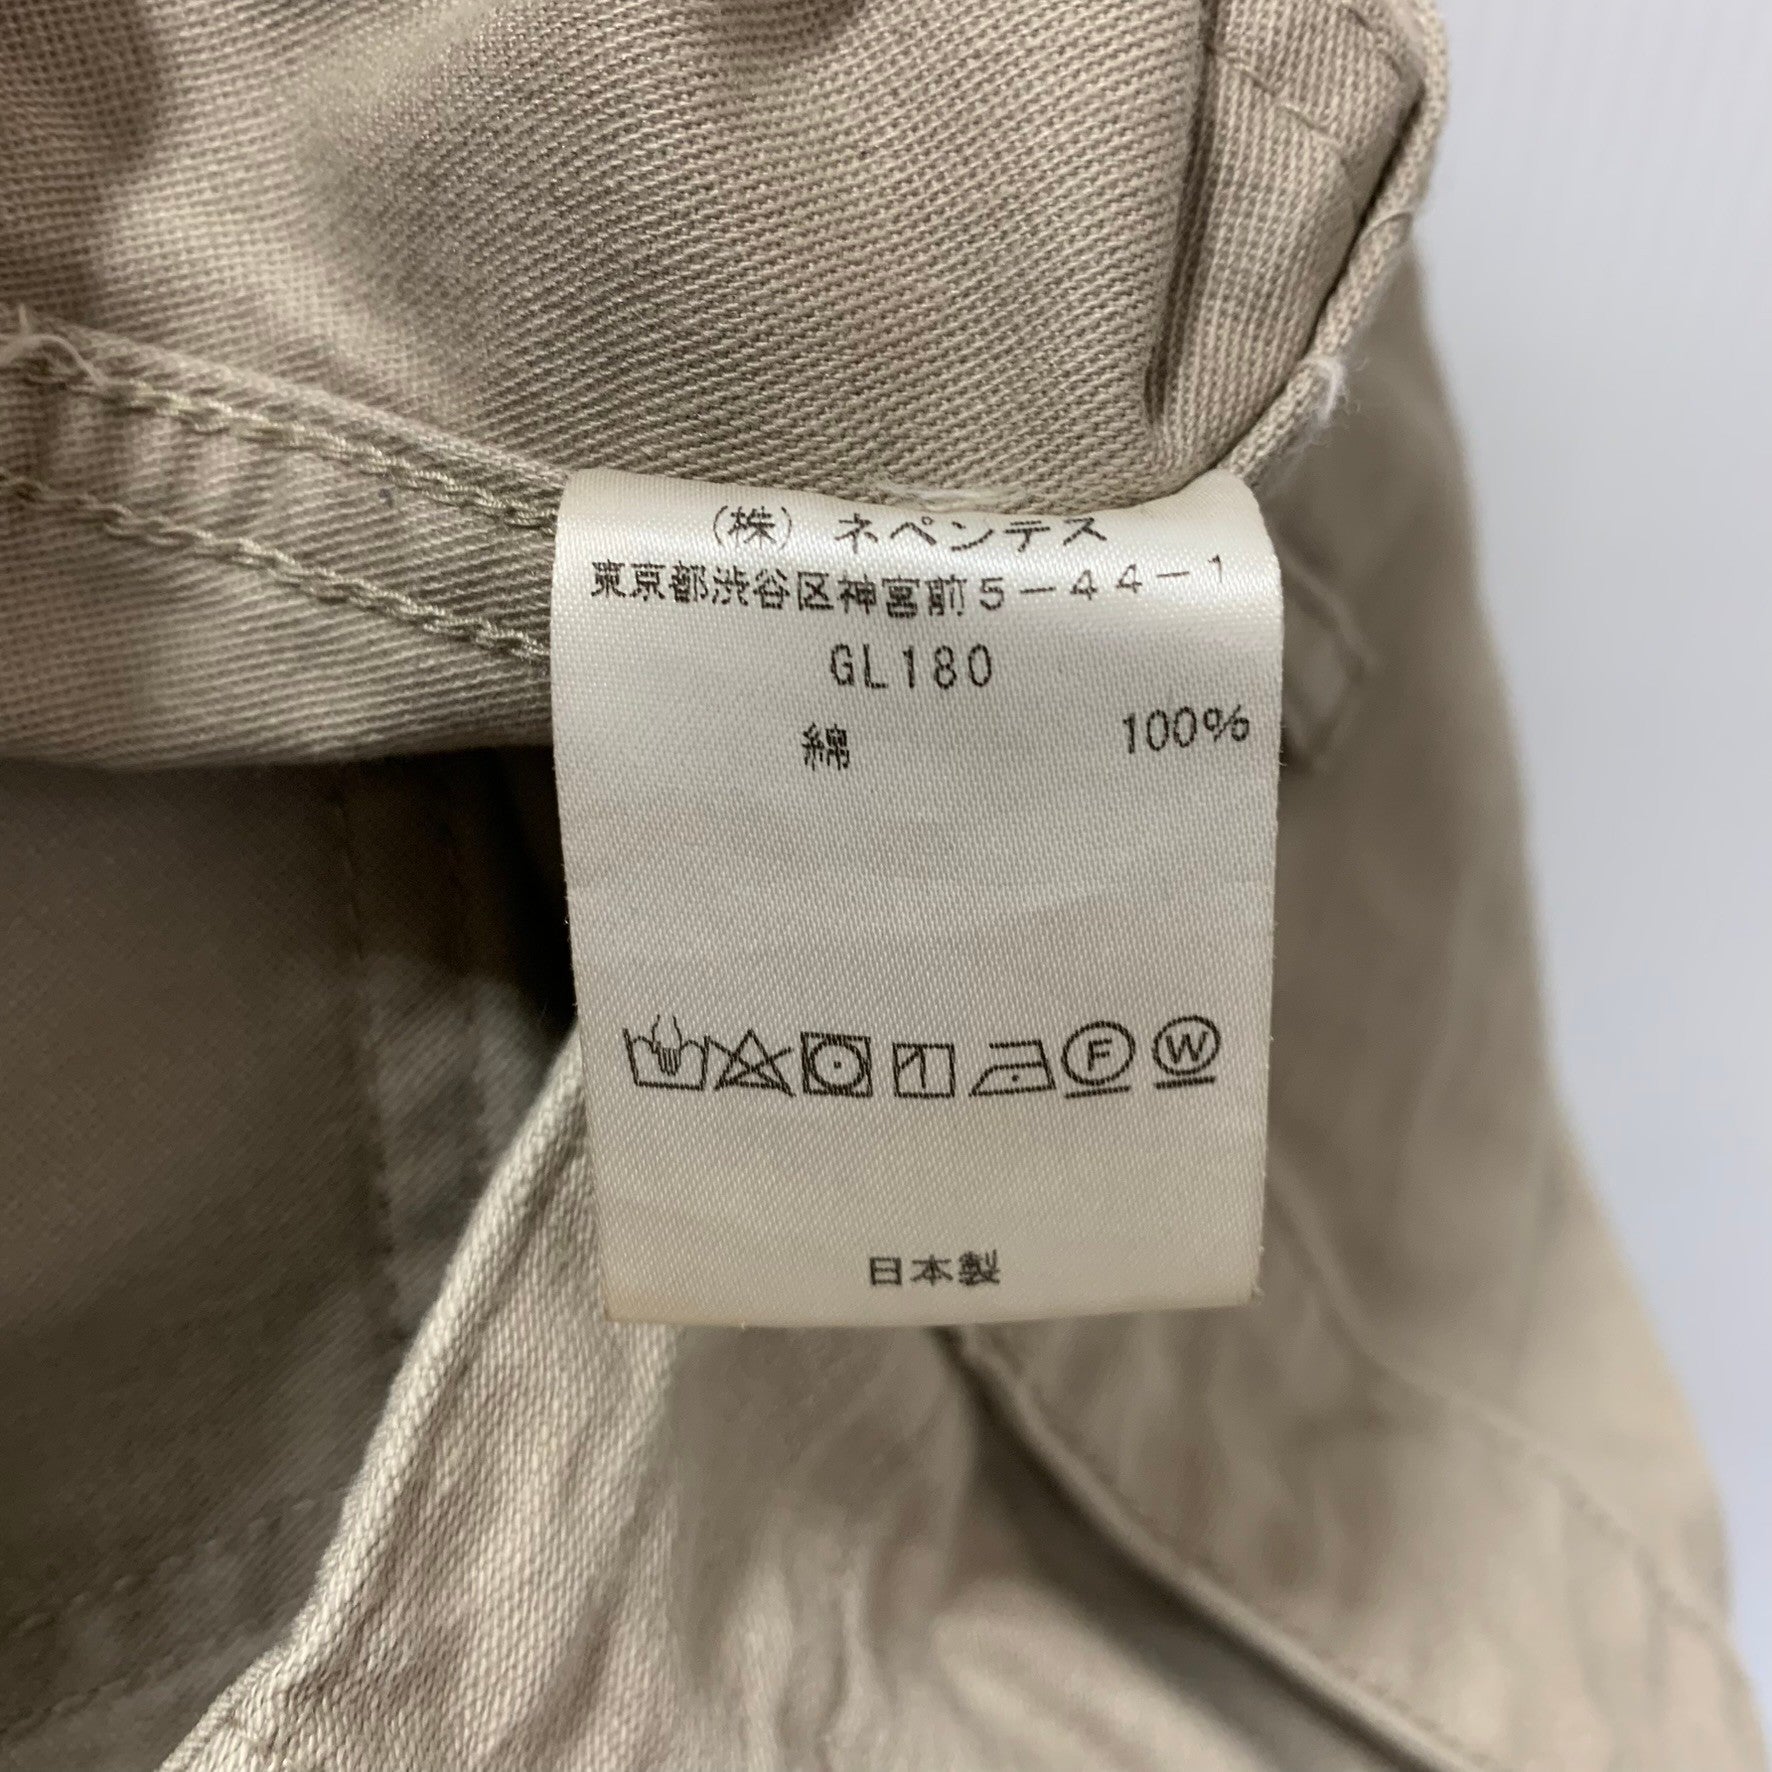 (株) ネペンテス
東京都渋谷区神宮前5-44-1
GL180
綿 100%
F W
日本製